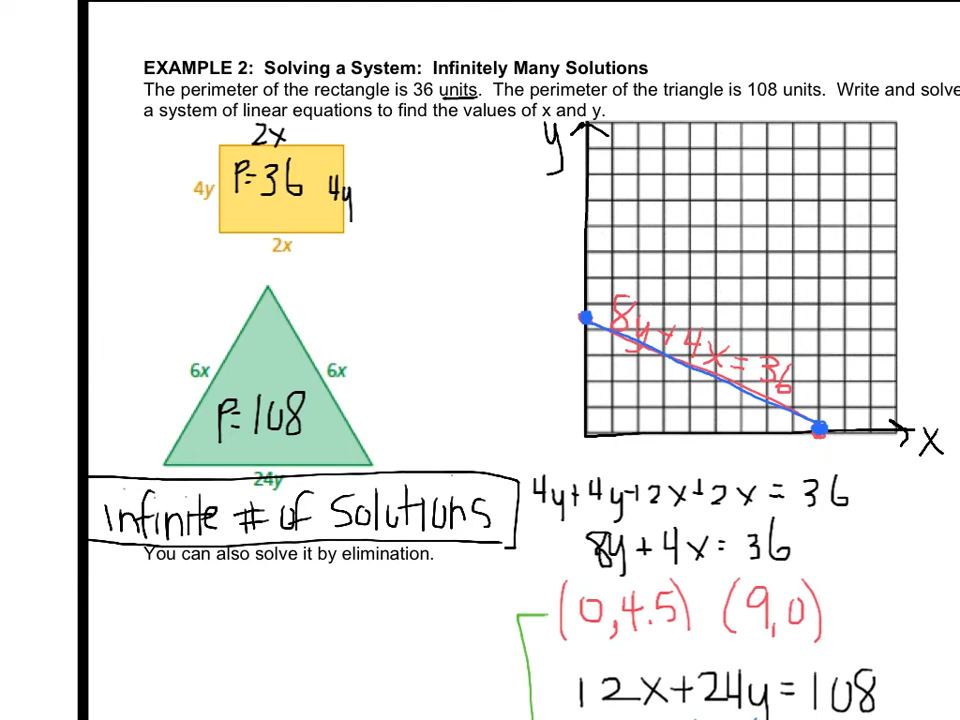 EXAMPLE 2: Solving a System: Infinitely Many Solutions
The perimeter of the rectangle is 36 units. The perimeter of the triangle is 108 units. Write and solve
a system of linear equations to find the values of x and y.
2x
y
4y
P=36
4y
2x
8y+4x=36
6x
6x
P=108
x
24y
infinite # of solutions
4y+4y+2x+2x=36
8y+4x=36
You can also solve it by elimination.
(0,4.5) (9,0)
12x+24y=108